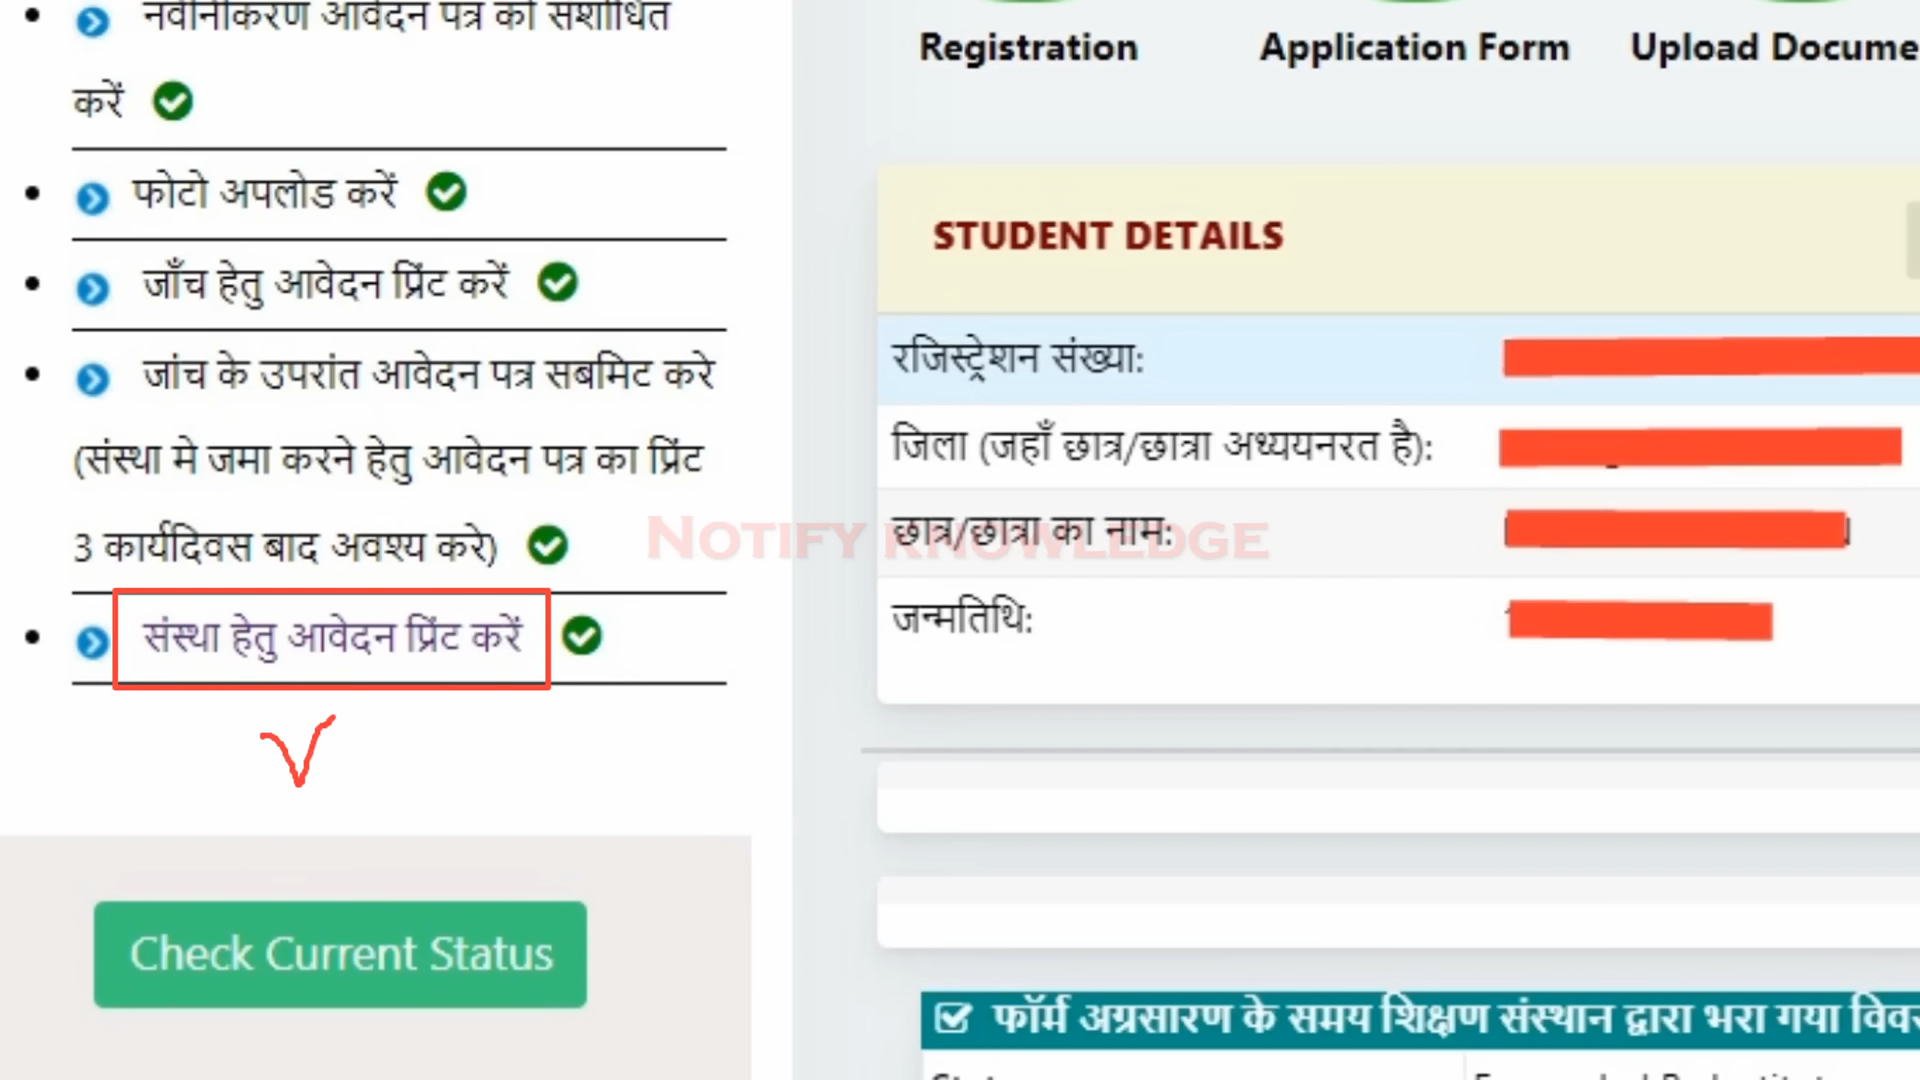 नवीनीकरण आवेदन पत्र को संशोधित
करें
फोटो अपलोड करें
जाँच हेतु आवेदन प्रिंट करें
जांच के उपरांत आवेदन पत्र सबमिट करे
(संस्था मे जमा करने हेतु आवेदन पत्र का प्रिंट
3 कार्यदिवस बाद अवश्य करे)
संस्था हेतु आवेदन प्रिंट करें
Check Current Status
Registration
Application Form
Upload Docume
STUDENT DETAILS
रजिस्ट्रेशन संख्या:
जिला (जहाँ छात्र/छात्रा अध्ययनरत है):
छात्र/छात्रा का नाम:
जन्मतिथि:
NOTIFY KNOWLEDGE
फॉर्म अग्रसारण के समय शिक्षण संस्थान द्वारा भरा गया